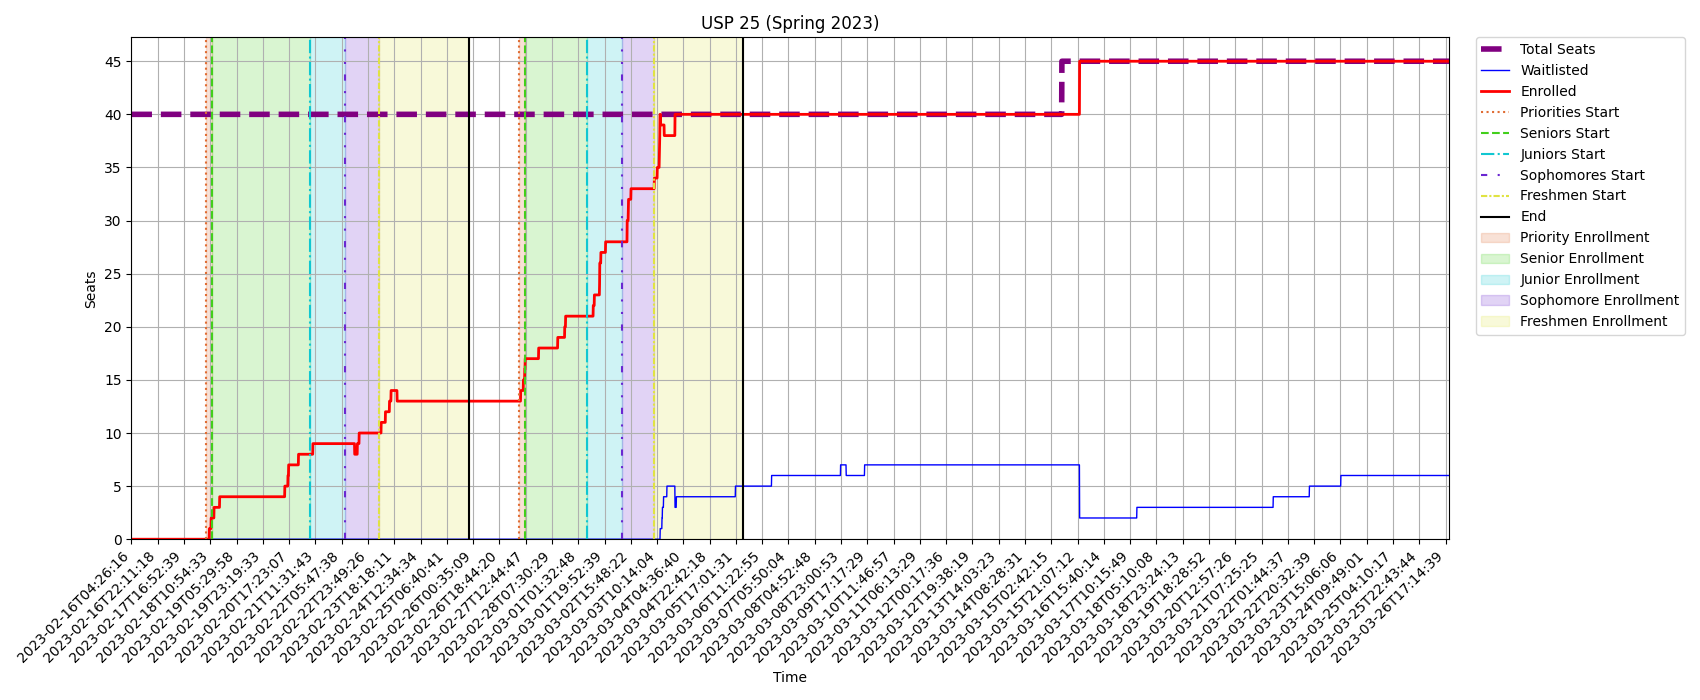 USP 25 (Spring 2023)
Seats
45
40
35
30
25
20
15
10
5
0
2023-02-16T04:26:16
2023-02-16T22:11:18
2023-02-17T16:52:39
2023-02-18T10:54:33
2023-02-19T05:29:58
2023-02-19T23:19:33
2023-02-20T17:23:07
2023-02-21T11:31:43
2023-02-22T05:47:38
2023-02-22T23:49:26
2023-02-23T18:18:11
2023-02-24T12:34:34
2023-02-25T06:40:41
2023-02-26T00:35:09
2023-02-26T18:44:20
2023-02-27T12:44:47
2023-02-28T07:30:29
2023-03-01T01:32:48
2023-03-01T19:52:39
2023-03-02T15:48:22
2023-03-03T10:14:04
2023-03-04T04:36:40
2023-03-04T22:42:18
2023-03-05T17:01:31
2023-03-06T11:22:55
2023-03-07T05:50:04
2023-03-08T04:52:48
2023-03-08T23:00:53
2023-03-09T17:17:29
2023-03-10T11:46:57
2023-03-11T06:13:29
2023-03-12T00:17:36
2023-03-12T19:38:19
2023-03-13T14:03:23
2023-03-14T08:28:31
2023-03-15T02:42:15
2023-03-15T21:07:12
2023-03-16T15:40:14
2023-03-17T10:15:49
2023-03-18T05:10:08
2023-03-18T23:24:13
2023-03-19T18:28:52
2023-03-20T12:57:26
2023-03-21T07:25:25
2023-03-22T01:44:37
2023-03-22T20:32:39
2023-03-23T15:06:06
2023-03-24T09:49:01
2023-03-25T04:10:17
2023-03-25T22:43:44
2023-03-26T17:14:39
Time
Total Seats
Waitlisted
Enrolled
Priorities Start
Seniors Start
Juniors Start
Sophomores Start
Freshmen Start
End
Priority Enrollment
Senior Enrollment
Junior Enrollment
Sophomore Enrollment
Freshmen Enrollment